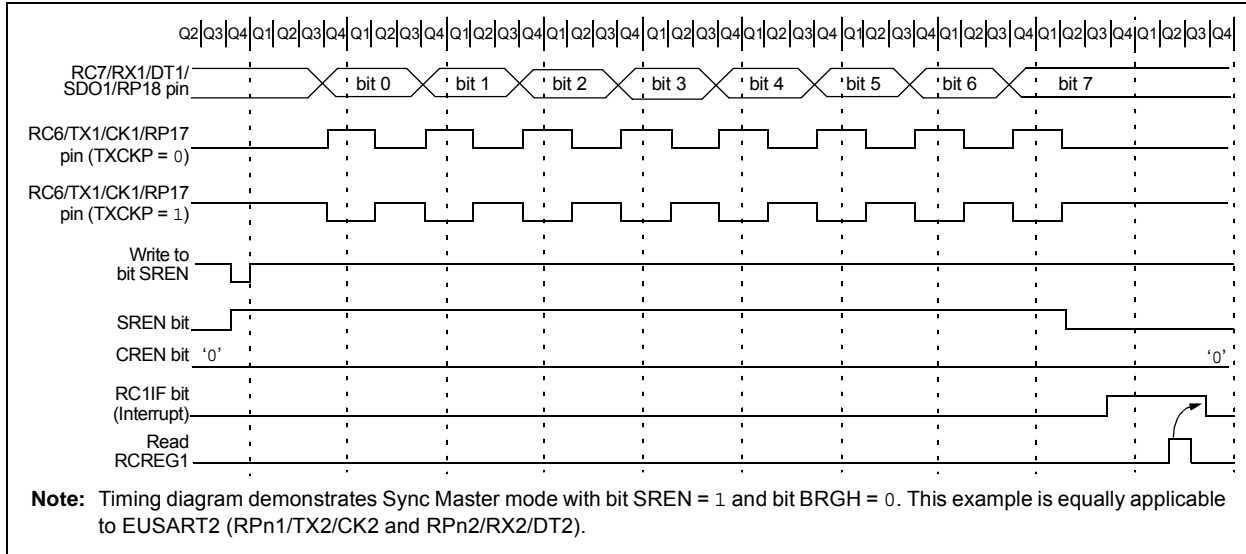 Q2 Q3 Q4 Q1 Q2 Q3 Q4 Q1 Q2 Q3 Q4 Q1 Q2 Q3 Q4 Q1 Q2 Q3 Q4 Q1 Q2 Q3 Q4 Q1 Q2 Q3 Q4 Q1 Q2 Q3 Q4 Q1 Q2 Q3 Q4 Q1 Q2 Q3 Q4 Q1 Q2 Q3 Q4
RC7/RX1/DT1/
SDO1/RP18 pin
bit 0 bit 1 bit 2 bit 3 bit 4 bit 5 bit 6 bit 7
RC6/TX1/CK1/RP17
pin (TXCKP = 0)
RC6/TX1/CK1/RP17
pin (TXCKP = 1)
Write to
bit SREN
SREN bit
CREN bit ‘0’ ‘0’
RC1IF bit
(Interrupt)
Read
RCREG1
Note: Timing diagram demonstrates Sync Master mode with bit SREN = 1 and bit BRGH = 0. This example is equally applicable
to EUSART2 (RPn1/TX2/CK2 and RPn2/RX2/DT2).